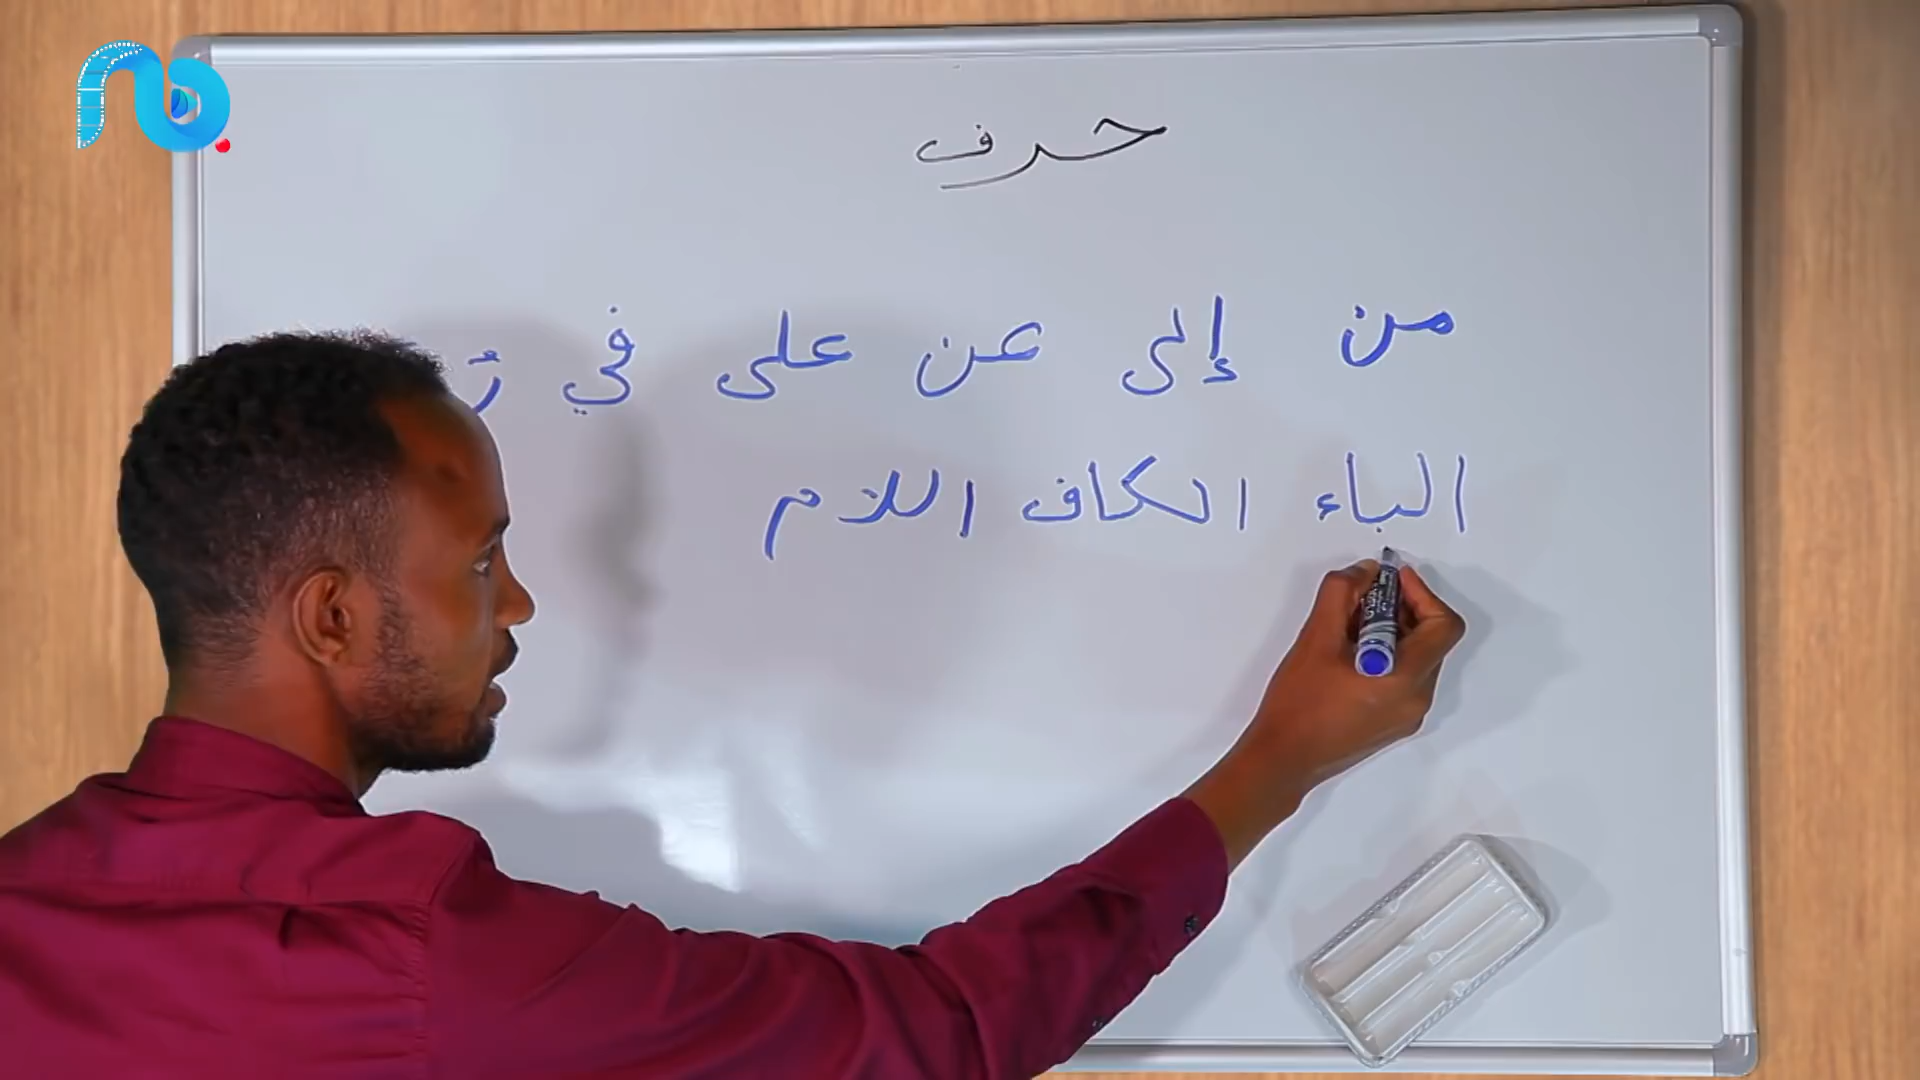 حرف
من إلى عن على في
الباء الكاف اللام